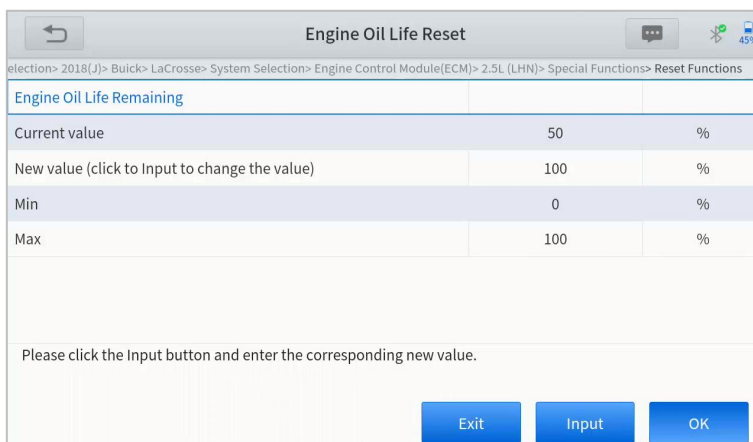 Engine Oil Life Reset
45%
election> 2018(J)> Buick> LaCrosse> System Selection> Engine Control Module(ECM)> 2.5L (LHN)> Special Functions> Reset Functions
Engine Oil Life Remaining
Current value 50 %
New value (click to Input to change the value) 100 %
Min 0 %
Max 100 %
Please click the Input button and enter the corresponding new value.
Exit Input OK